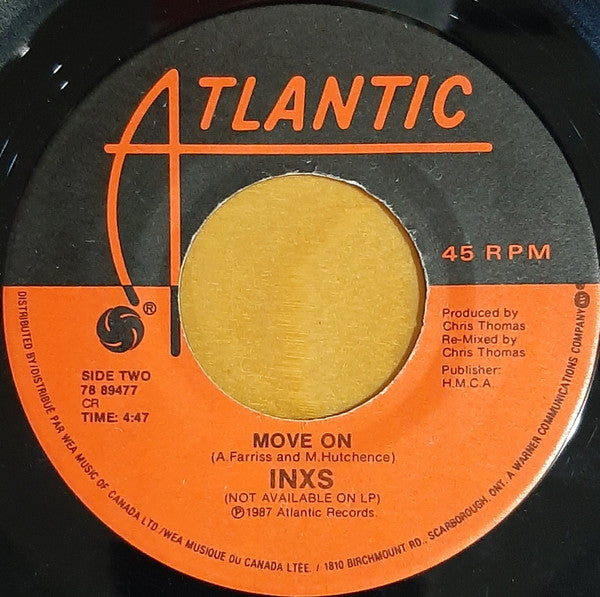 ATLANTIC
®
45 RPM
SIDE TWO
78 89477
CR
TIME: 4:47
Produced by
Chris Thomas
Re-Mixed by
Chris Thomas
Publisher:
H.M.C.A.
MOVE ON
(A.Farriss and M.Hutchence)
INXS
(NOT AVAILABLE ON LP)
℗1987 Atlantic Records.
DISTRIBUTED BY/DISTRIBUÉ PAR WEA MUSIC OF CANADA LTD./WEA MUSIQUE DU CANADA LTÉE. / 1810 BIRCHMOUNT RD., SCARBOROUGH, ONT. A WARNER COMMUNICATIONS COMPANY